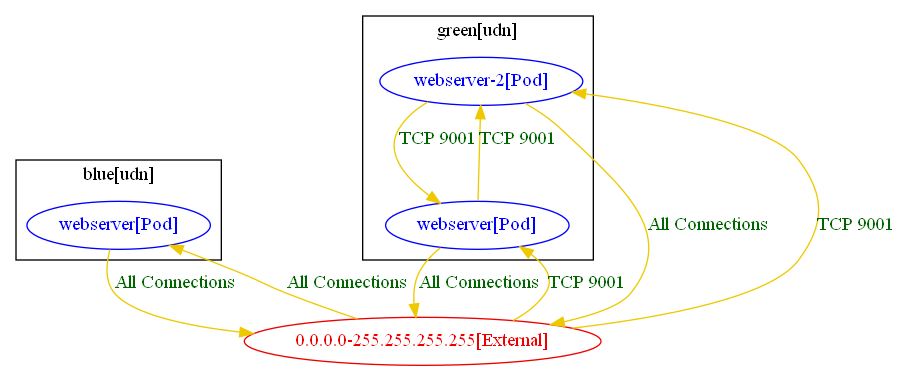 green[udn]
webserver-2[Pod]
TCP 9001
TCP 9001
blue[udn]
webserver[Pod]
webserver[Pod]
All Connections
TCP 9001
All Connections
All Connections
All Connections
TCP 9001
0.0.0.0-255.255.255.255[External]